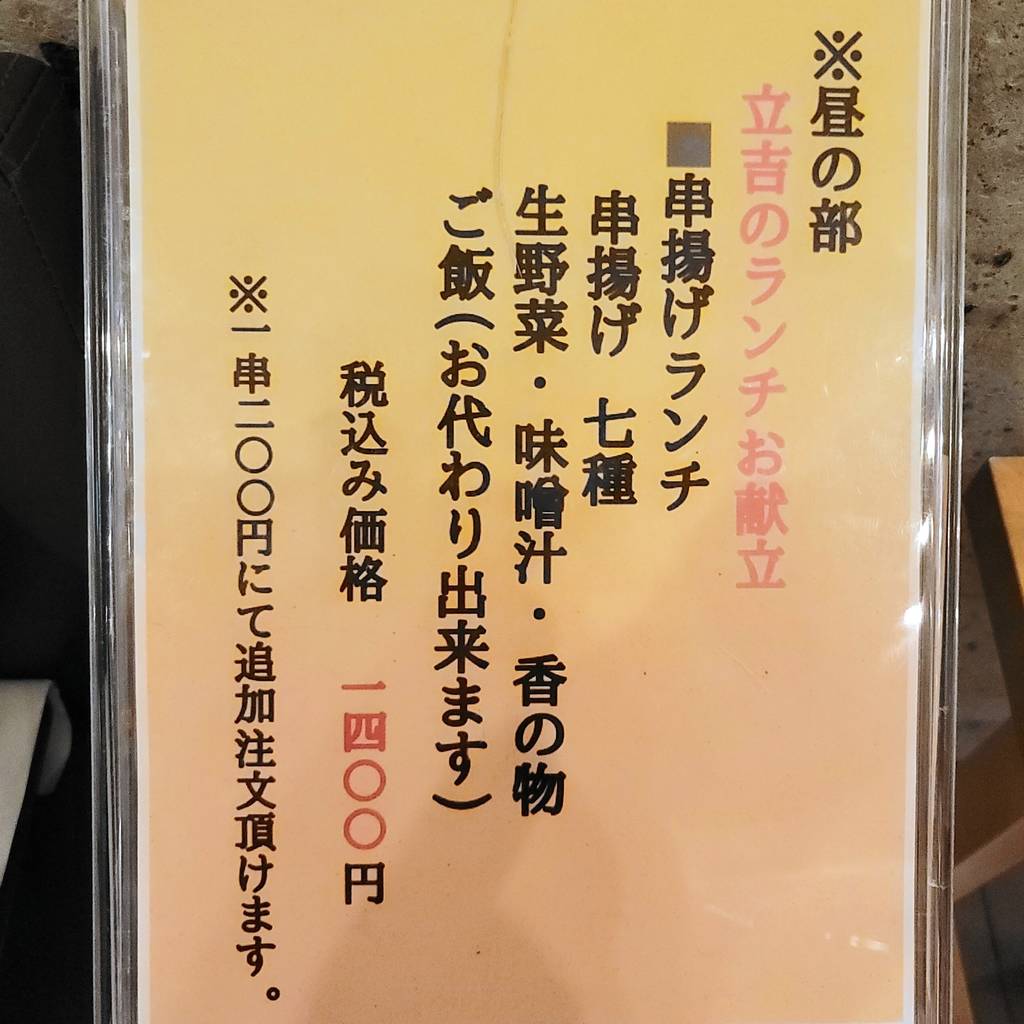 ※昼の部
立吉のランチお献立
■串揚げランチ
串揚げ 七種
生野菜・味噌汁・香の物
ご飯(お代わり出来ます)
税込み価格 一四〇〇円
※一串二〇〇円にて追加注文頂けます。